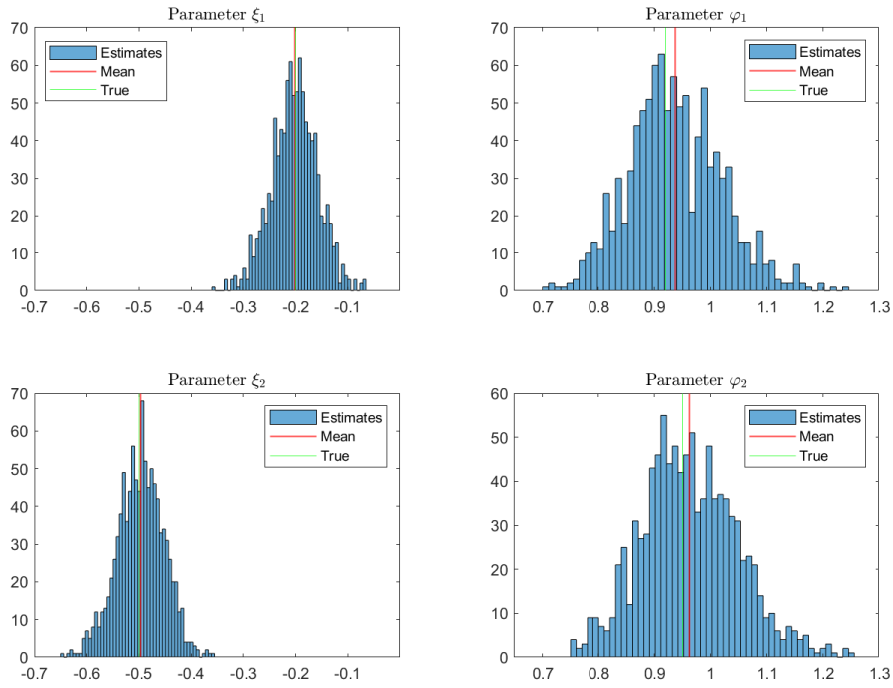 Parameter ξ1
70
60
50
40
30
20
10
0
-0.7 -0.6 -0.5 -0.4 -0.3 -0.2 -0.1
Estimates
Mean
True
Parameter φ1
70
60
50
40
30
20
10
0
0.7 0.8 0.9 1 1.1 1.2 1.3
Estimates
Mean
True
Parameter ξ2
70
60
50
40
30
20
10
0
-0.7 -0.6 -0.5 -0.4 -0.3 -0.2 -0.1
Estimates
Mean
True
Parameter φ2
60
50
40
30
20
10
0
0.7 0.8 0.9 1 1.1 1.2 1.3
Estimates
Mean
True